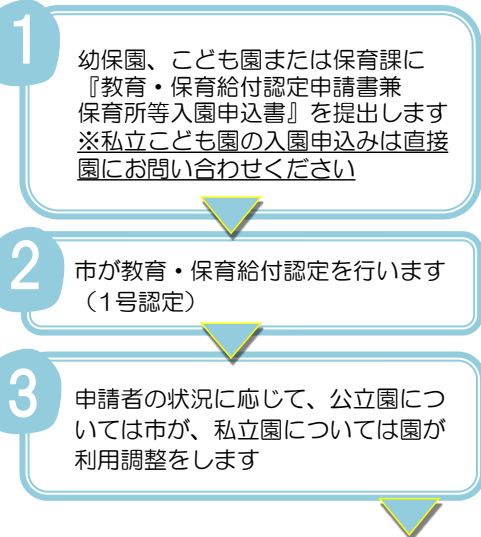 1
幼保園、こども園または保育課に
『教育・保育給付認定申請書兼
保育所等入園申込書』を提出します
※私立こども園の入園申込みは直接
園にお問い合わせください
2
市が教育・保育給付認定を行います
（1号認定）
3
申請者の状況に応じて、公立園につ
いては市が、私立園については園が
利用調整をします